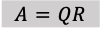 A = QR